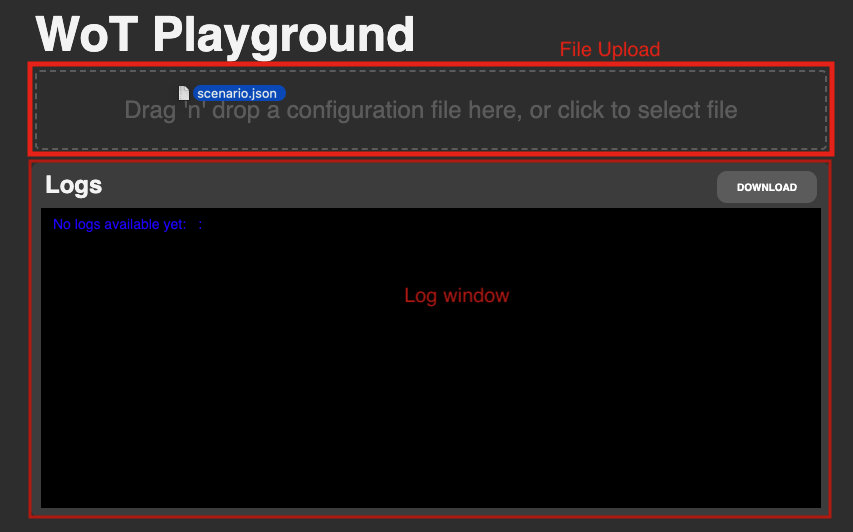 WoT Playground
File Upload
scenario.json
Drag 'n' drop a configuration file here, or click to select file
Logs
DOWNLOAD
No logs available yet: :
Log window